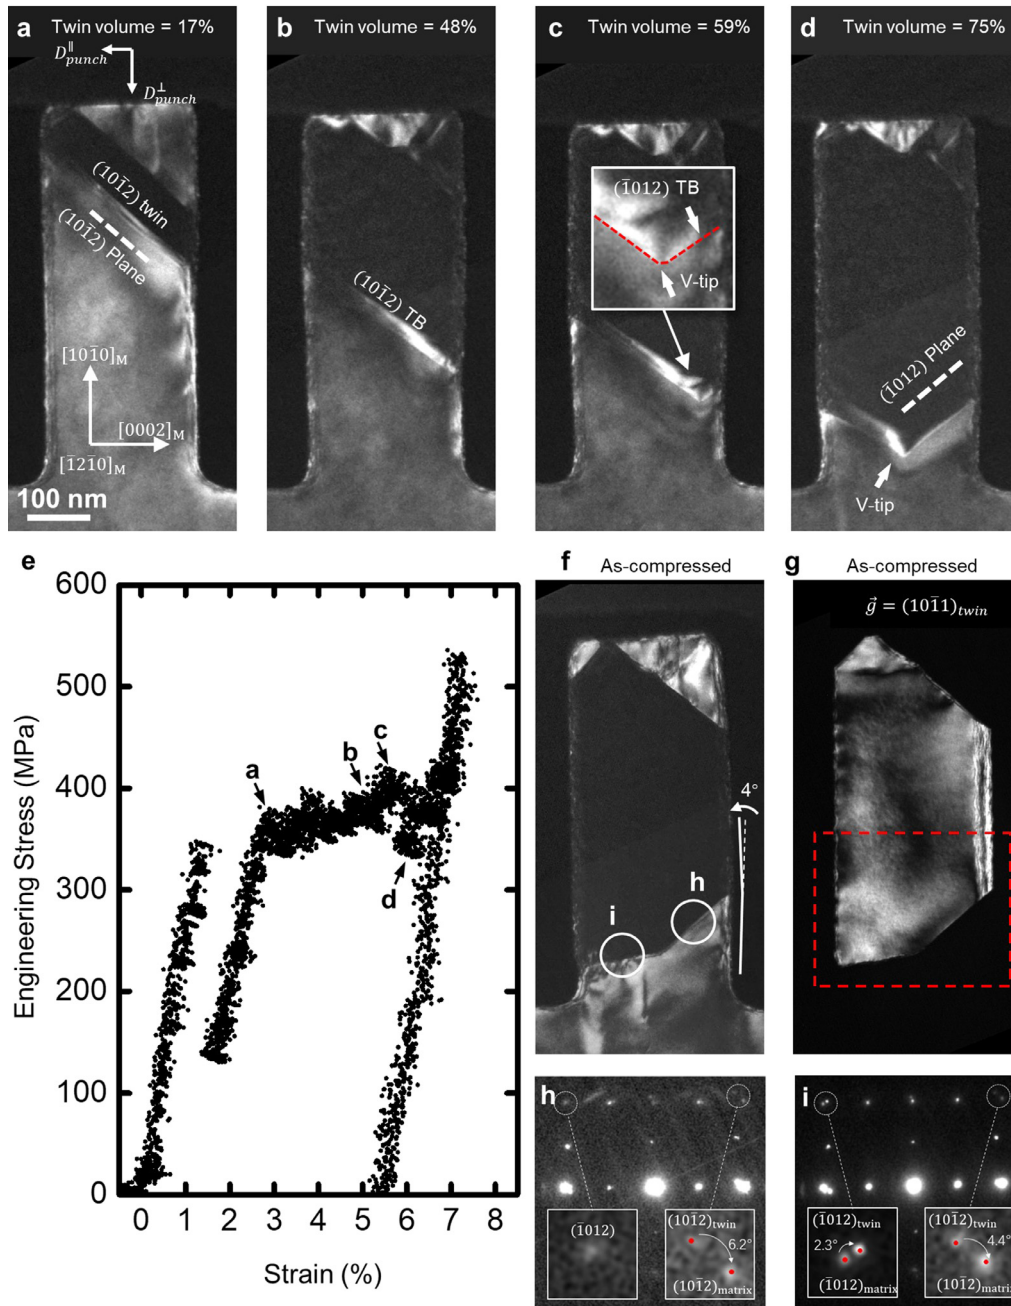 a Twin volume = 17%
D∥punch
D⊥punch
(101̄2) twin
(101̄2) Plane
[101̄0]M
[0002]M
[1̄21̄0]M
100 nm
b Twin volume = 48%
(101̄2) TB
c Twin volume = 59%
(1̄012) TB
V-tip
d Twin volume = 75%
(1̄012) Plane
V-tip
e
600
500
400
300
200
100
0
Engineering Stress (MPa)
a
b
c
d
0 1 2 3 4 5 6 7 8
Strain (%)
f As-compressed
4°
h
i
g As-compressed
g⃗ = (101̄1)twin
h
(1̄012)
(101̄2)twin
6.2°
(101̄2)matrix
i
(1̄012)twin
2.3°
(1̄012)matrix
(101̄2)twin
4.4°
(101̄2)matrix